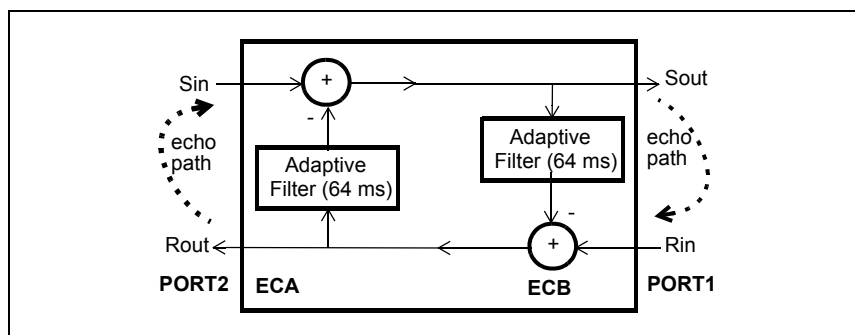 Sin
+
Sout
-
echo
path
Adaptive
Filter (64 ms)
Adaptive
Filter (64 ms)
echo
path
-
Rout
+
Rin
PORT2
ECA
ECB
PORT1